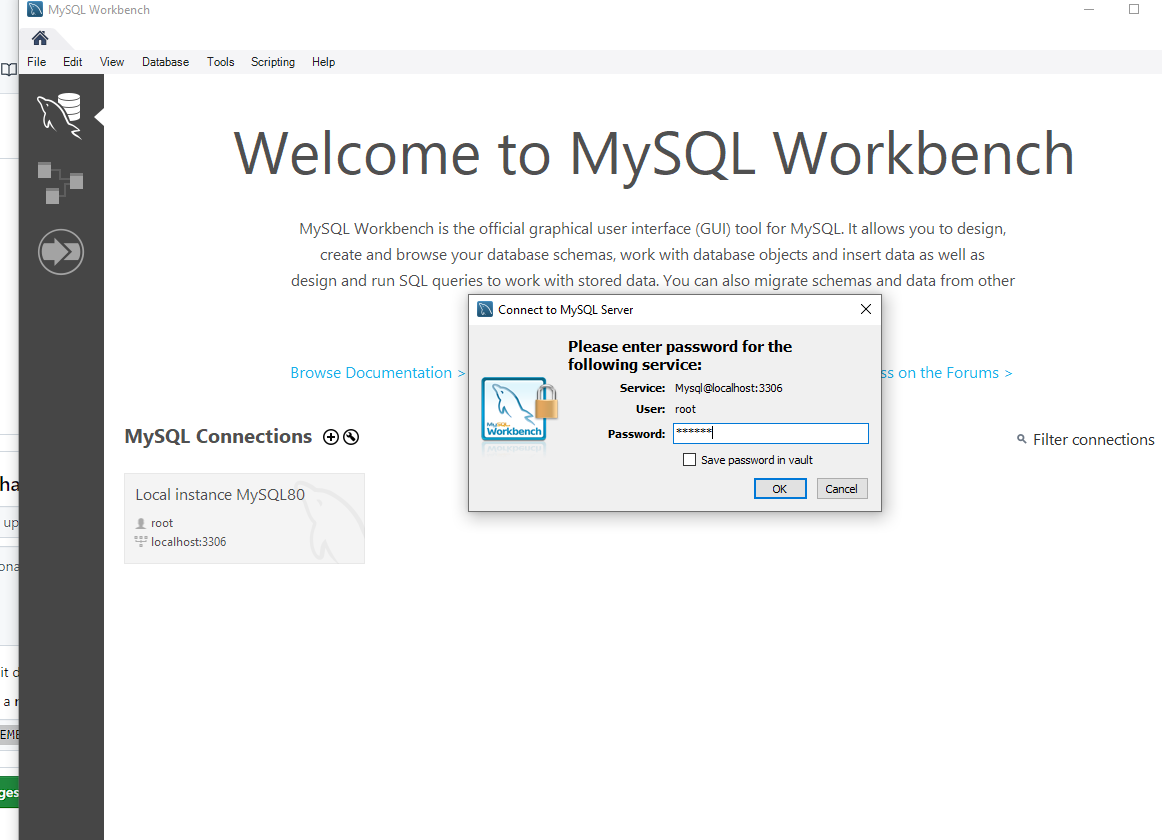 MySQL Workbench
File Edit View Database Tools Scripting Help
Welcome to MySQL Workbench
MySQL Workbench is the official graphical user interface (GUI) tool for MySQL. It allows you to design,
create and browse your database schemas, work with database objects and insert data as well as
design and run SQL queries to work with stored data. You can also migrate schemas and data from other
Connect to MySQL Server
Please enter password for the
following service:
Service: Mysql@localhost:3306
User: root
Password: ******
Save password in vault
OK Cancel
MySQL
Workbench
Browse Documentation >
ss on the Forums >
MySQL Connections
Filter connections
Local instance MySQL80
root
localhost:3306
ha
up
ona
it d
a r
EME
ges